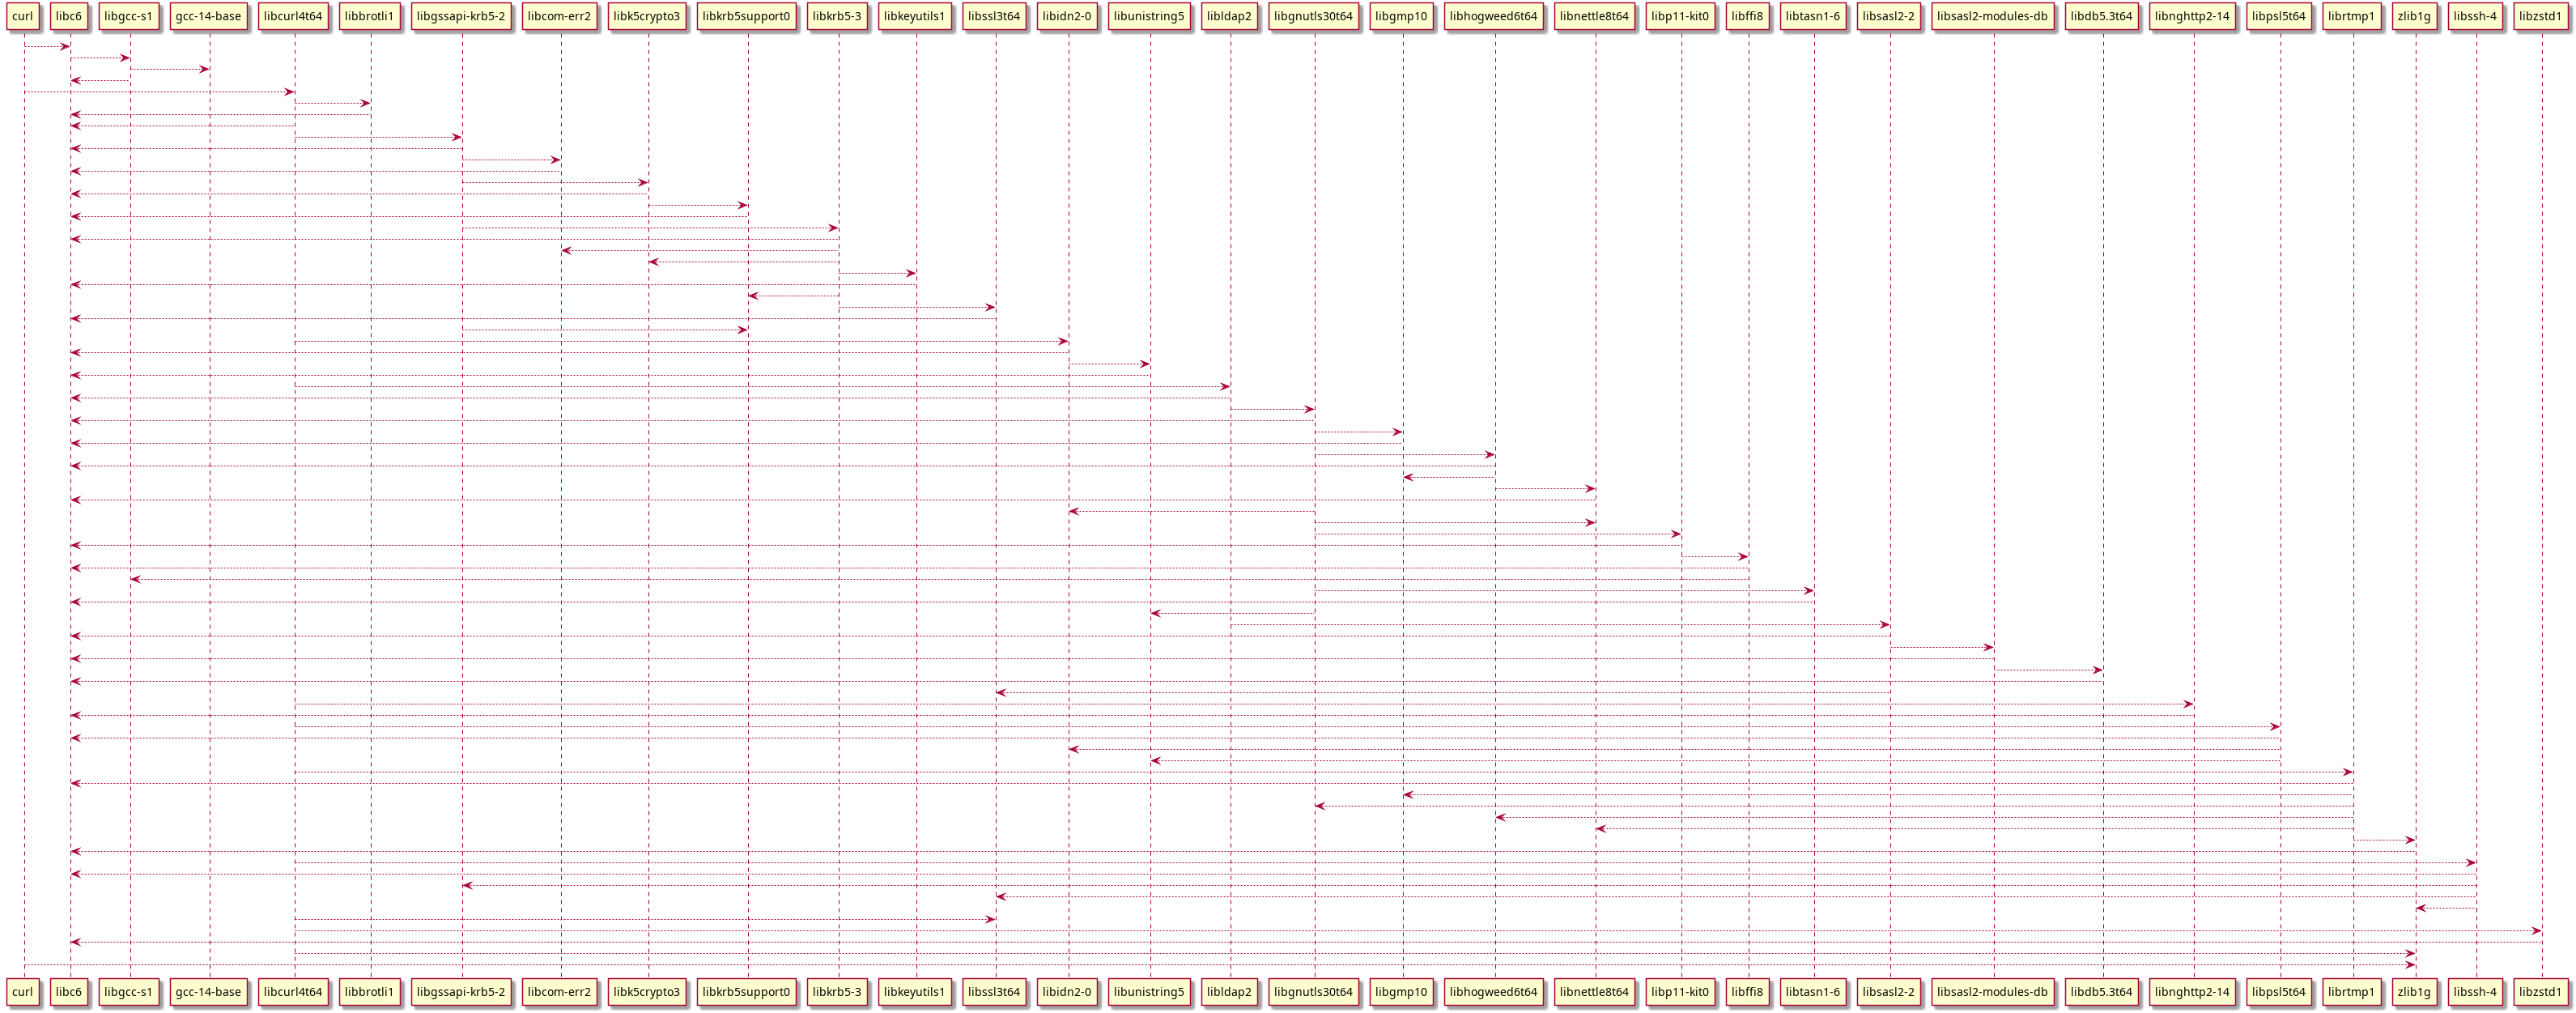 curl libc6 libgcc-s1 gcc-14-base libcurl4t64 libbrotli1 libgssapi-krb5-2 libcom-err2 libk5crypto3 libkrb5support0 libkrb5-3 libkeyutils1 libssl3t64 libidn2-0 libunistring5 libldap2 libgnutls30t64 libgmp10 libhogweed6t64 libnettle8t64 libp11-kit0 libffi8 libtasn1-6 libsasl2-2 libsasl2-modules-db libdb5.3t64 libnghttp2-14 libpsl5t64 librtmp1 zlib1g libssh-4 libzstd1
curl libc6 libgcc-s1 gcc-14-base libcurl4t64 libbrotli1 libgssapi-krb5-2 libcom-err2 libk5crypto3 libkrb5support0 libkrb5-3 libkeyutils1 libssl3t64 libidn2-0 libunistring5 libldap2 libgnutls30t64 libgmp10 libhogweed6t64 libnettle8t64 libp11-kit0 libffi8 libtasn1-6 libsasl2-2 libsasl2-modules-db libdb5.3t64 libnghttp2-14 libpsl5t64 librtmp1 zlib1g libssh-4 libzstd1